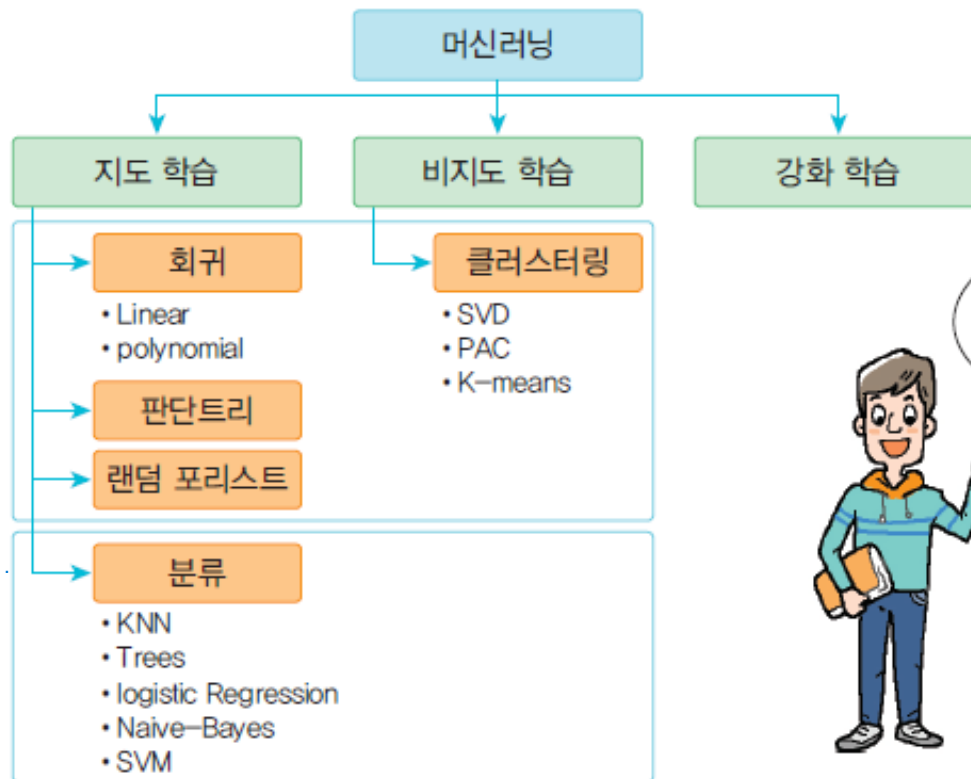 머신러닝
지도 학습
비지도 학습
강화 학습
회귀
• Linear
• polynomial
판단트리
랜덤 포리스트
클러스터링
• SVD
• PAC
• K-means
분류
• KNN
• Trees
• logistic Regression
• Naive-Bayes
• SVM